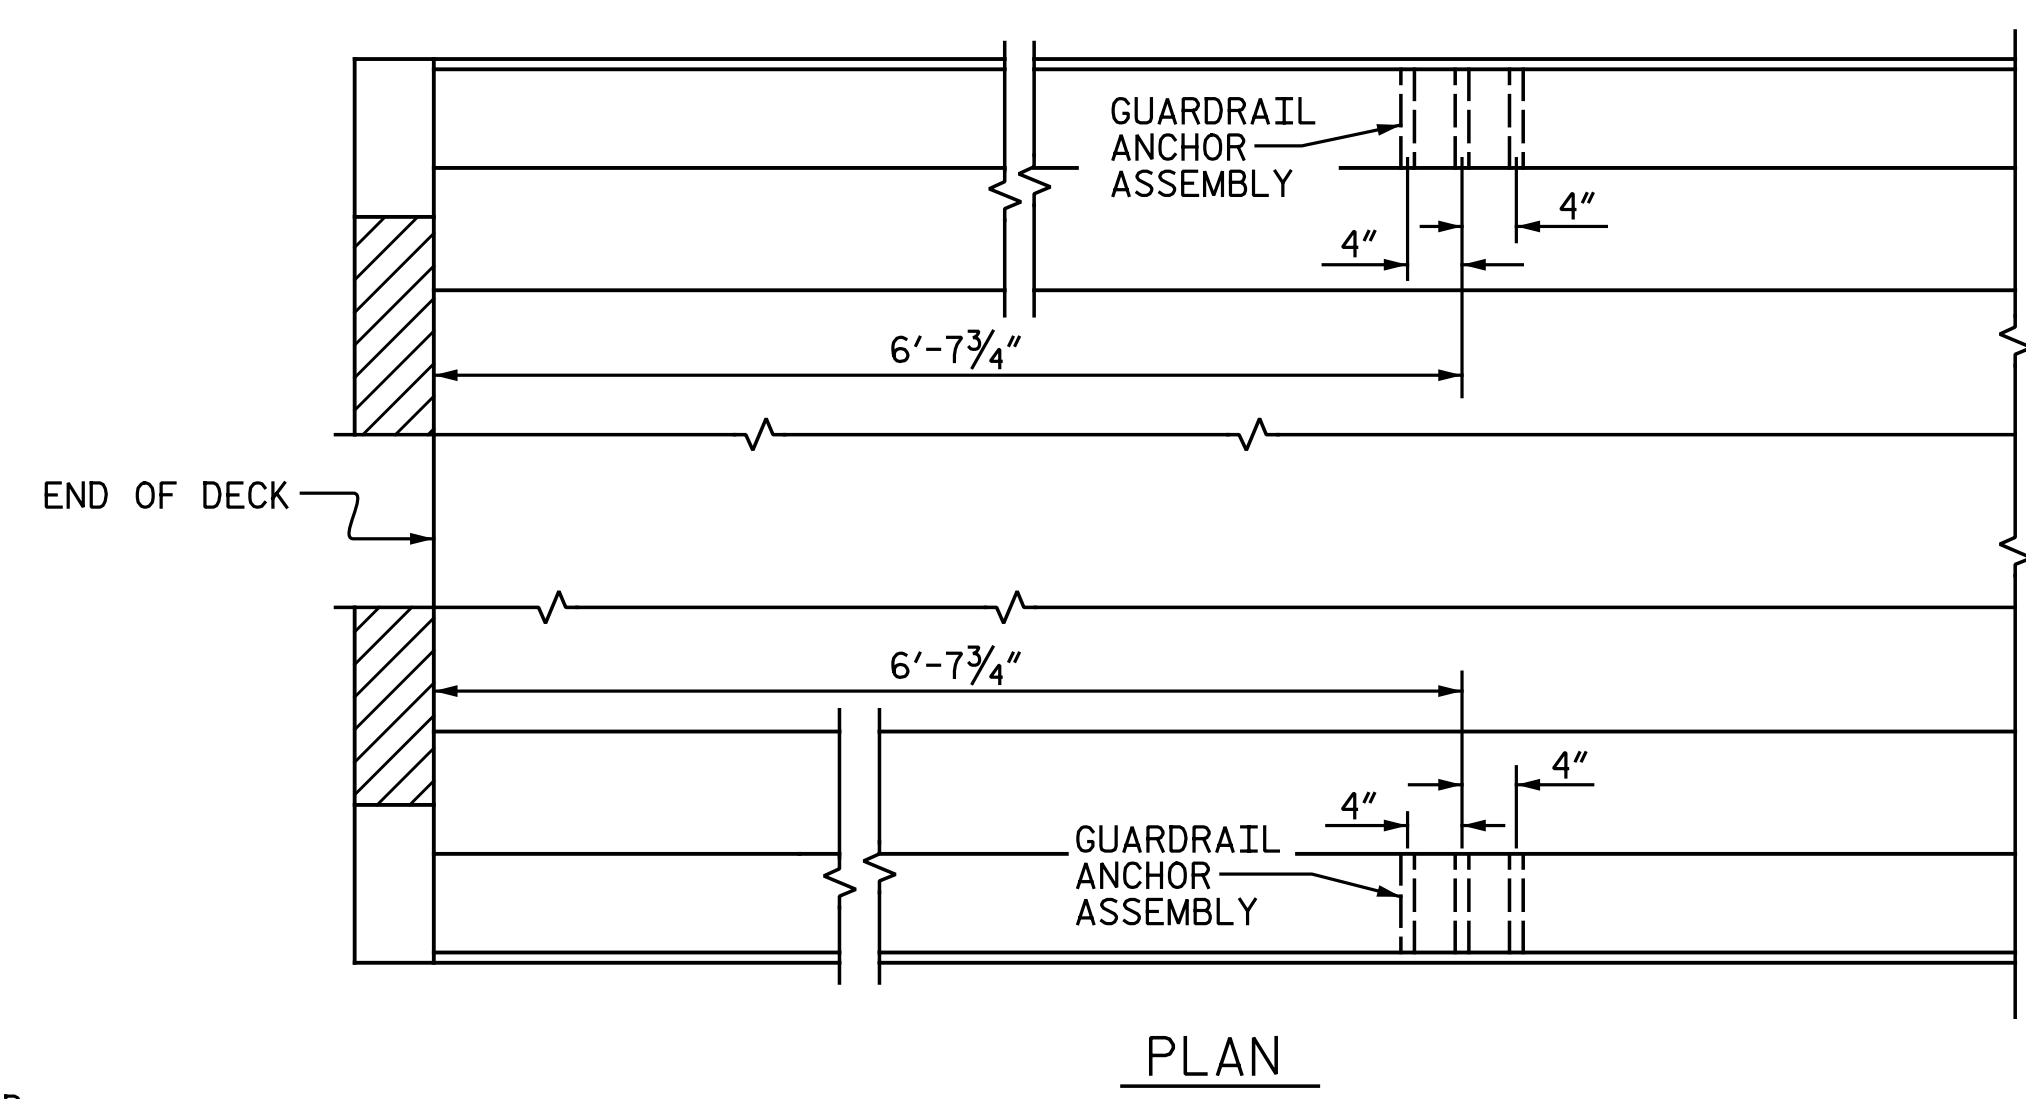 GUARDRAIL
ANCHOR
ASSEMBLY
4″
4″
6′-7¾″
END OF DECK
6′-7¾″
4″
4″
GUARDRAIL
ANCHOR
ASSEMBLY
PLAN